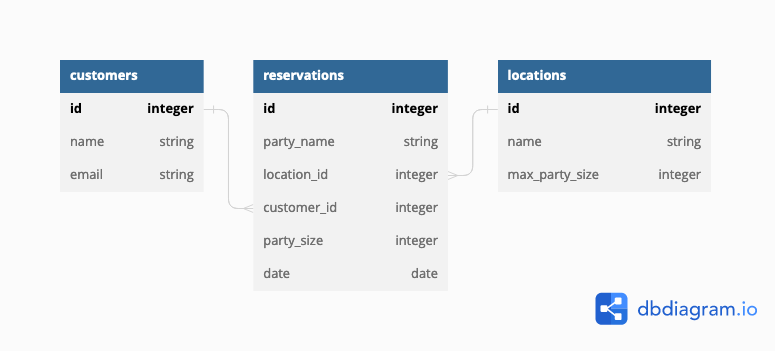 customers
id integer
name string
email string
reservations
id integer
party_name string
location_id integer
customer_id integer
party_size integer
date date
locations
id integer
name string
max_party_size integer
dbdiagram.io